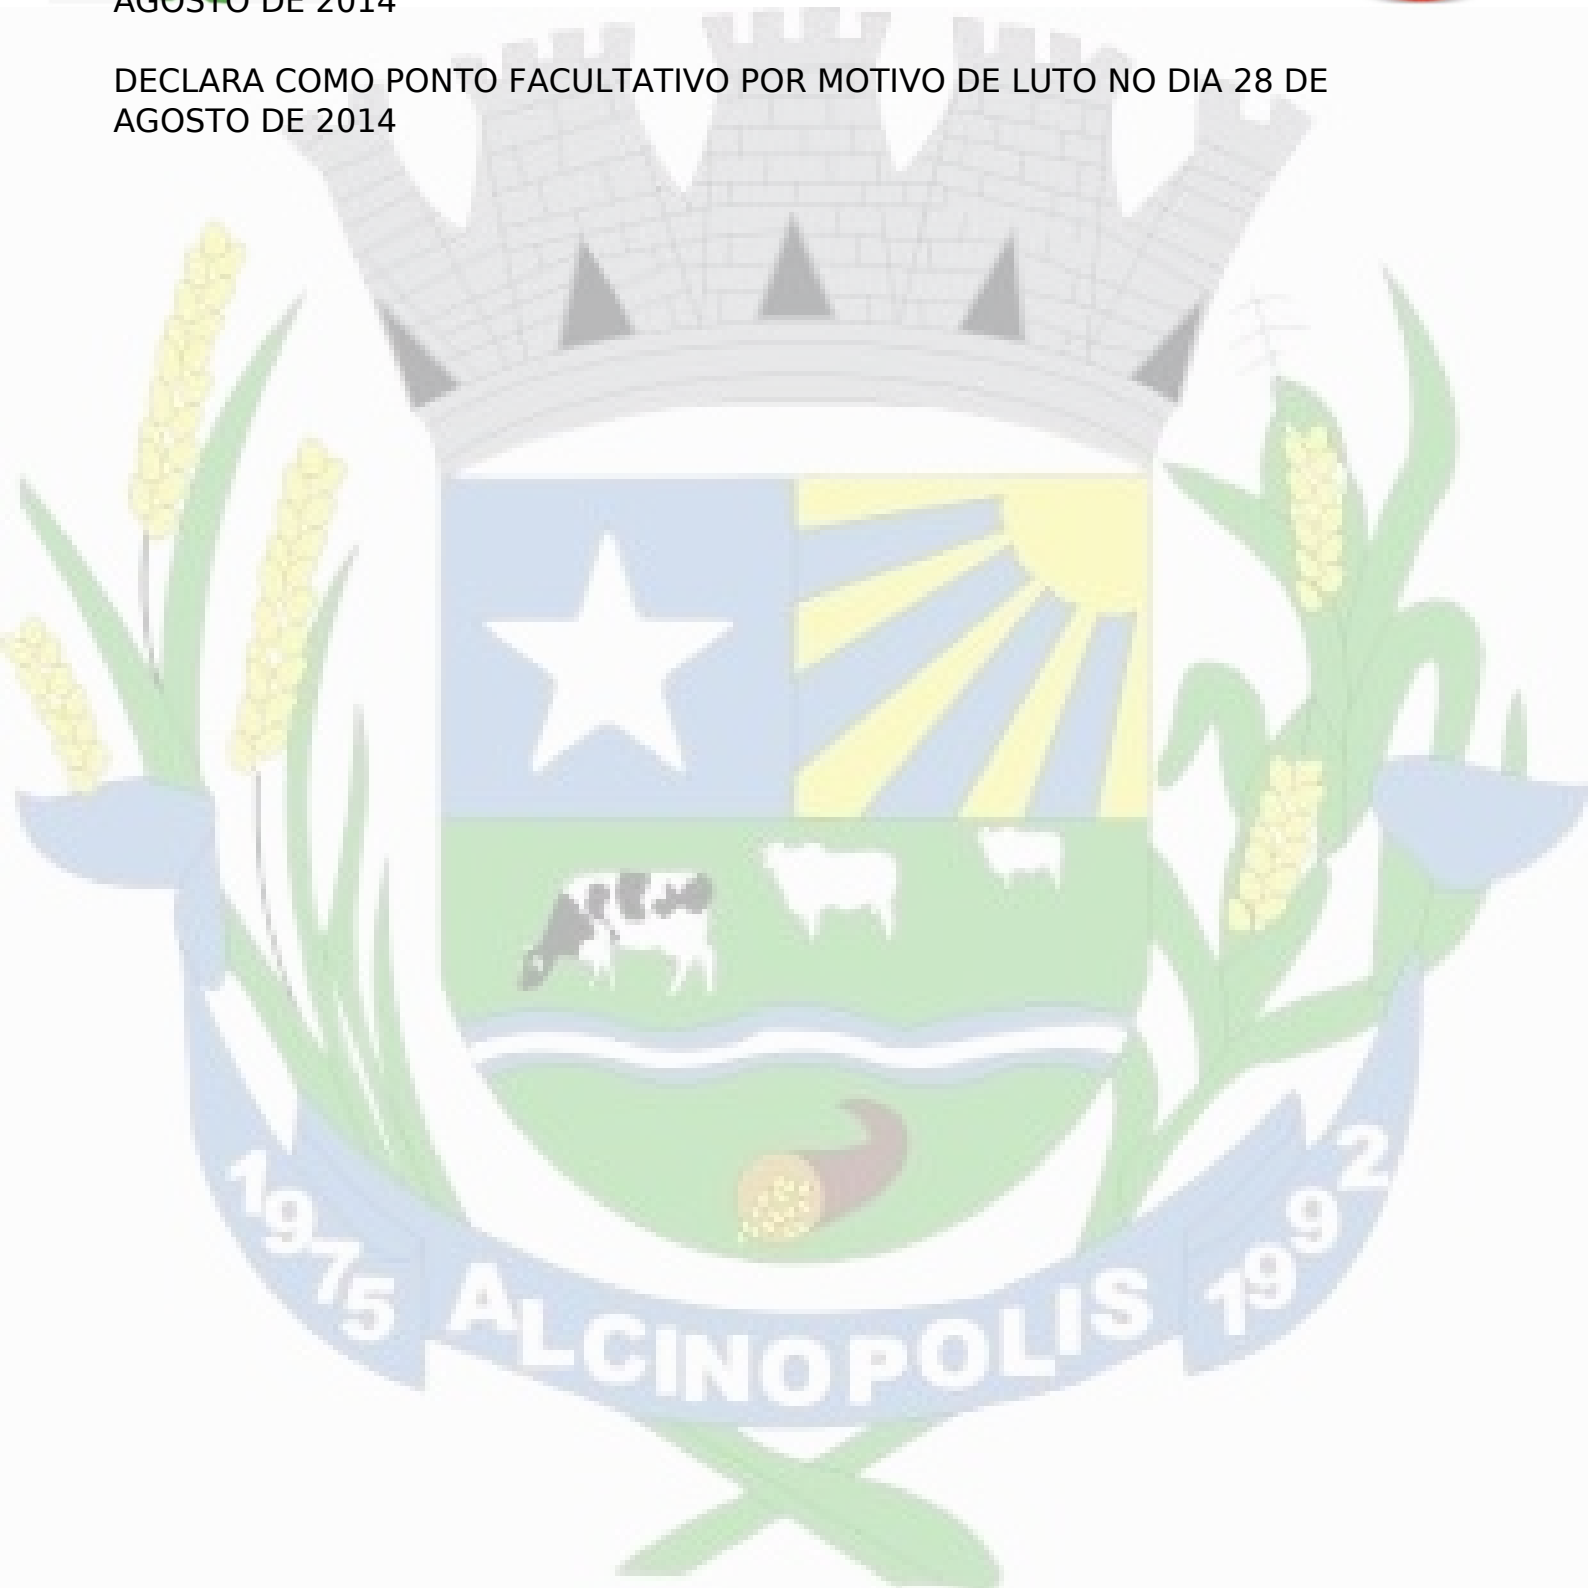 AGOSTO DE 2014
DECLARA COMO PONTO FACULTATIVO POR MOTIVO DE LUTO NO DIA 28 DE
AGOSTO DE 2014
1975 ALCINOPOLIS 1992